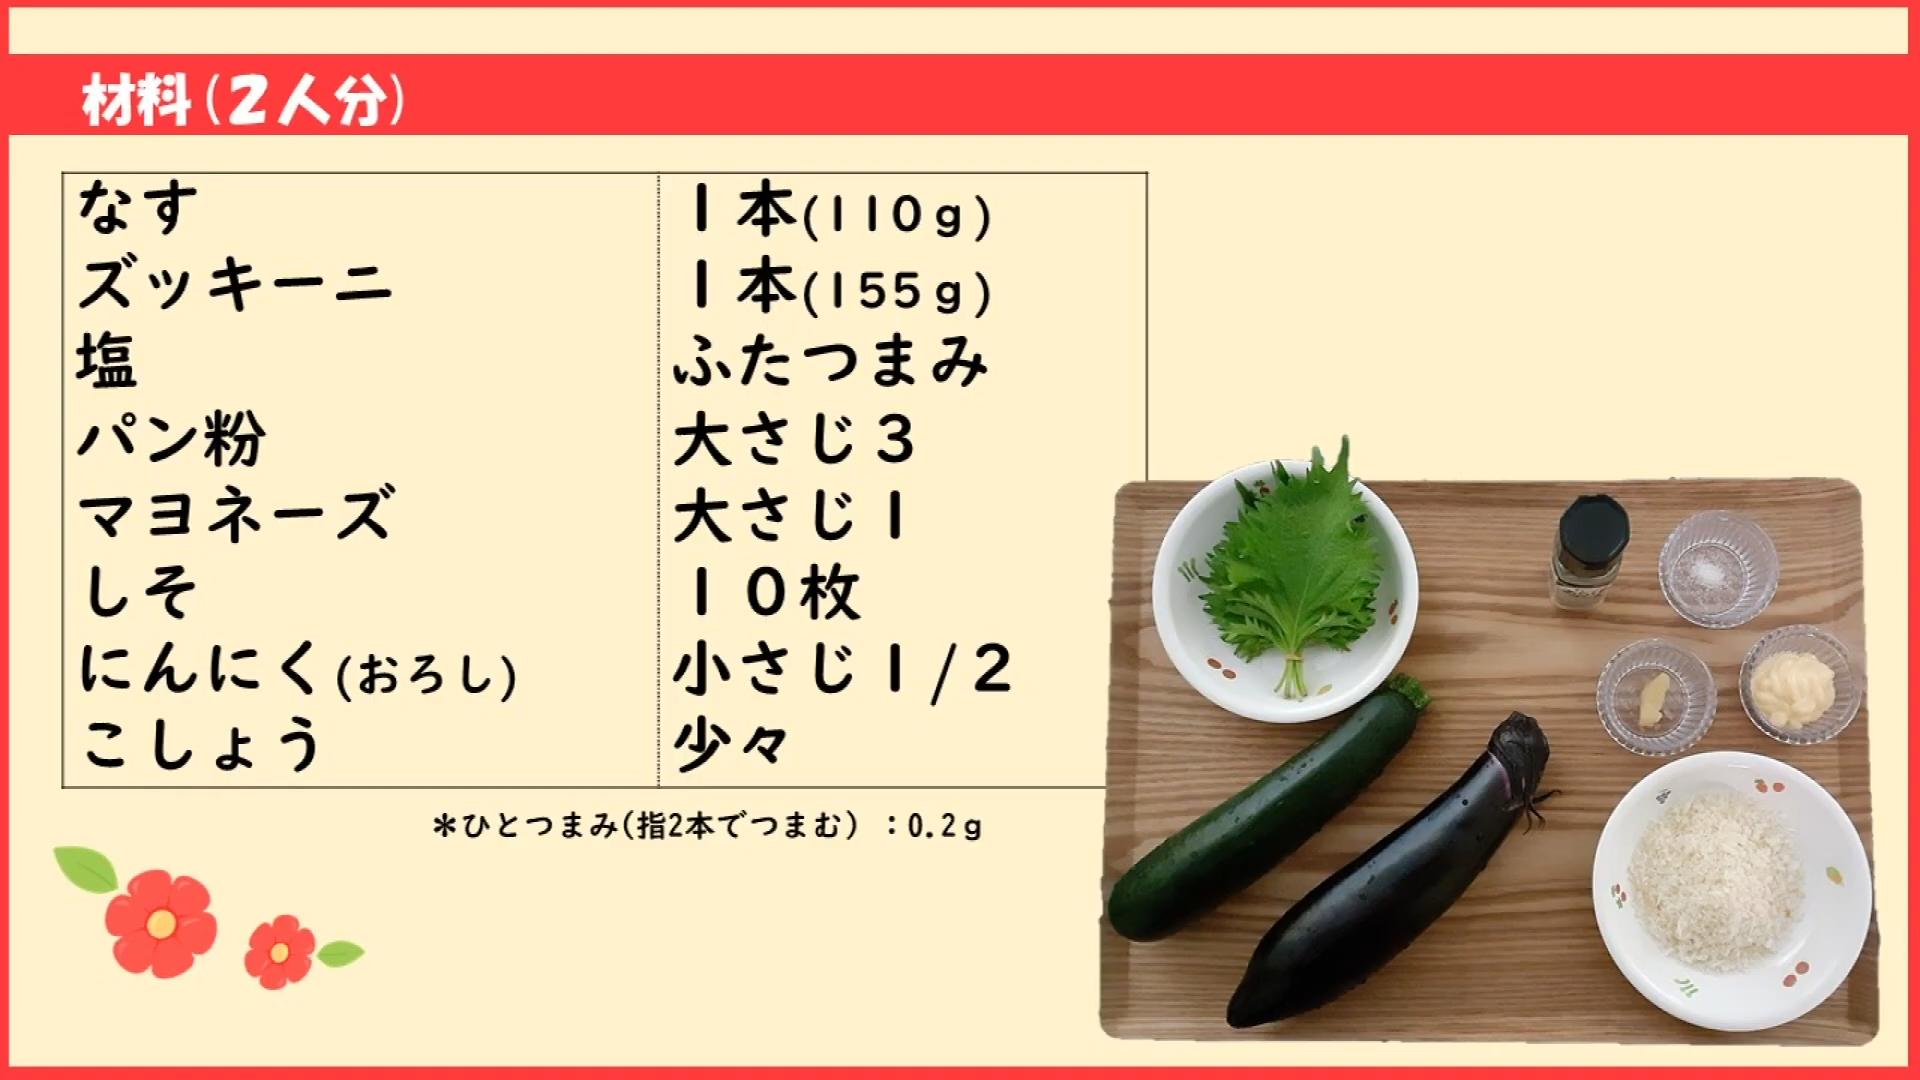 材料(２人分)
なす １本(１１０ｇ)
ズッキーニ １本(１５５ｇ)
塩 ふたつまみ
パン粉 大さじ３
マヨネーズ 大さじ１
しそ １０枚
にんにく(おろし) 小さじ１/２
こしょう 少々
＊ひとつまみ(指2本でつまむ)：0.2ｇ